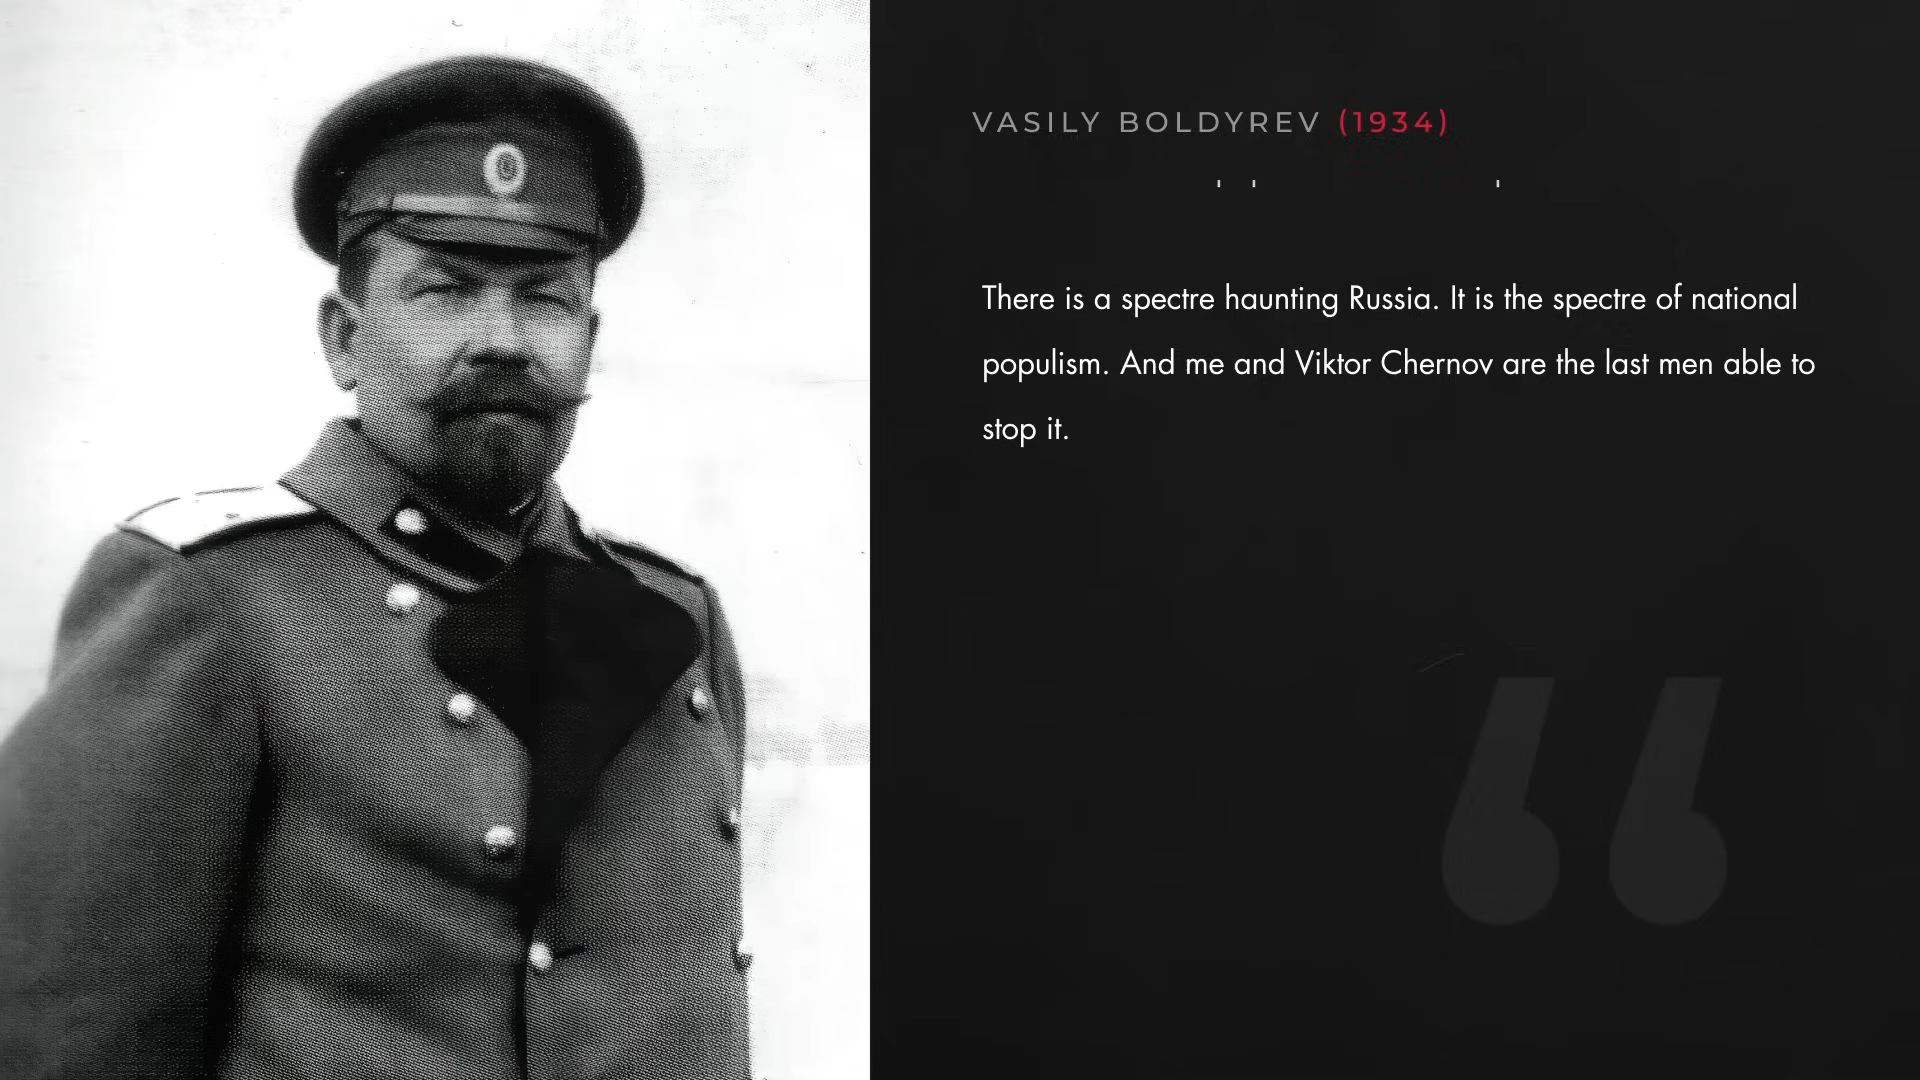 VASILY BOLDYREV (1934)
There is a spectre haunting Russia. It is the spectre of national
populism. And me and Viktor Chernov are the last men able to
stop it.